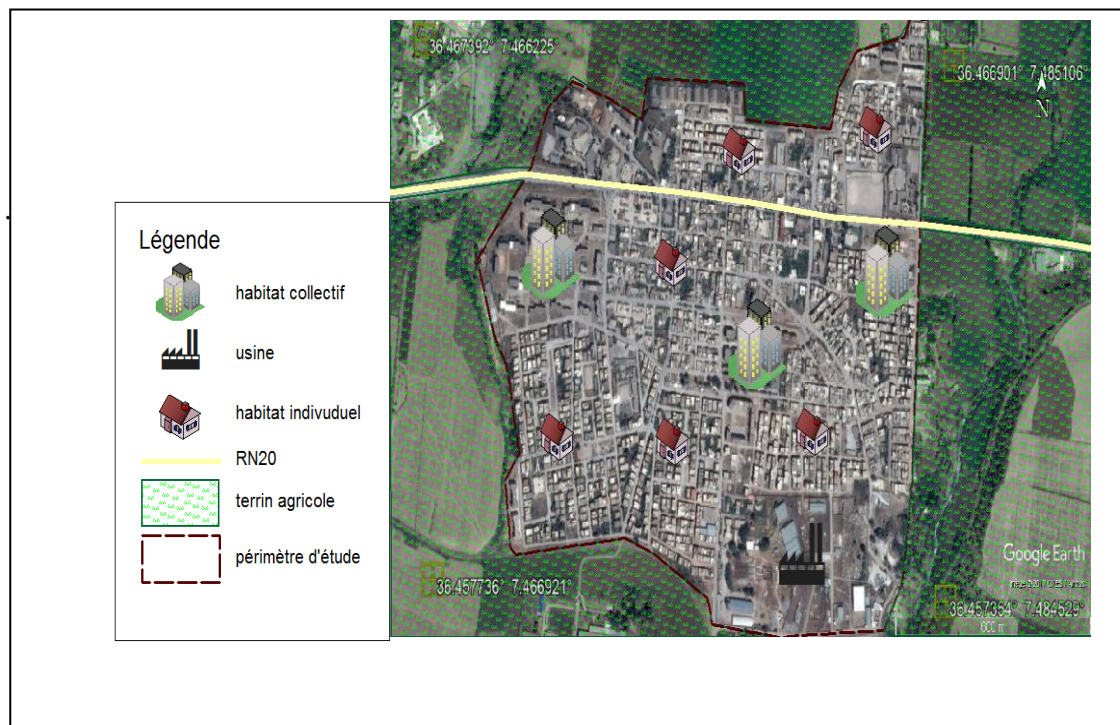 Légende
habitat collectif
usine
habitat indivuduel
RN20
terrin agricole
périmètre d'étude
36.467392° 7.466225°
36.466901° 7.485106°
N
36.457736° 7.466921°
36.457354° 7.484529°
Google Earth
600 m